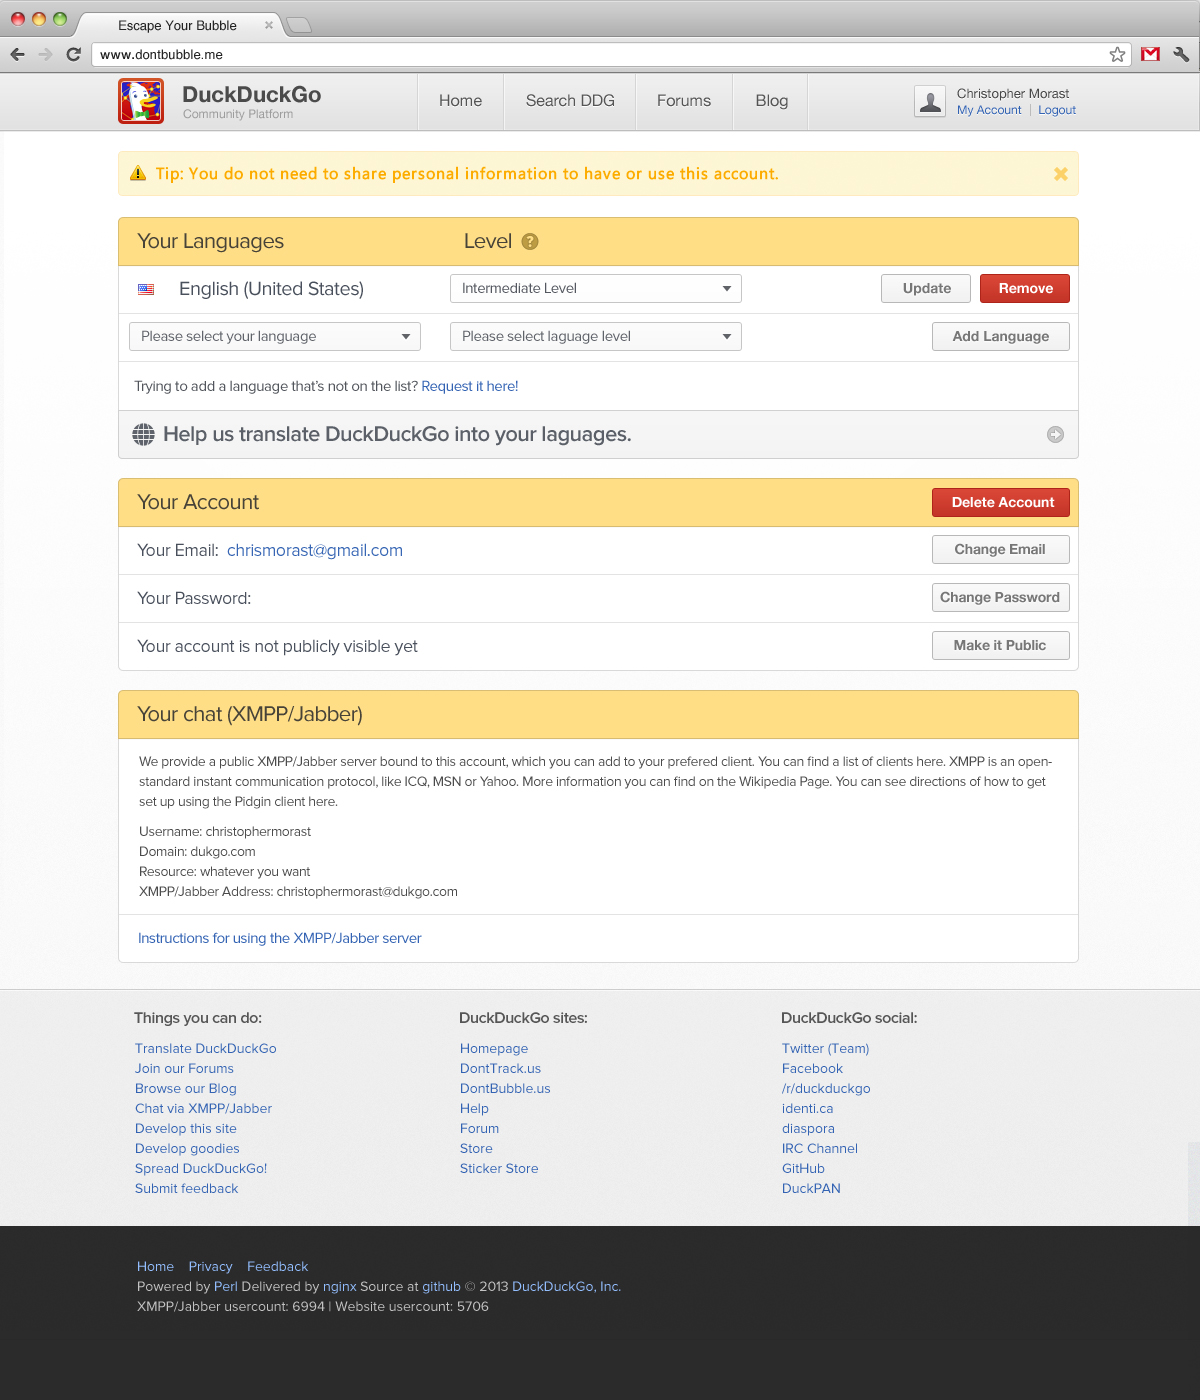 Escape Your Bubble
www.dontbubble.me
DuckDuckGo
Community Platform
Home
Search DDG
Forums
Blog
Christopher Morast
My Account | Logout
Tip: You do not need to share personal information to have or use this account.
Your Languages
Level ?
English (United States)
Intermediate Level
Update
Remove
Please select your language
Please select laguage level
Add Language
Trying to add a language that's not on the list? Request it here!
Help us translate DuckDuckGo into your laguages.
Your Account
Delete Account
Your Email: chrismorast@gmail.com
Change Email
Your Password:
Change Password
Your account is not publicly visible yet
Make it Public
Your chat (XMPP/Jabber)
We provide a public XMPP/Jabber server bound to this account, which you can add to your prefered client. You can find a list of clients here. XMPP is an open-
standard instant communication protocol, like ICQ, MSN or Yahoo. More information you can find on the Wikipedia Page. You can see directions of how to get
set up using the Pidgin client here.
Username: christophermorast
Domain: dukgo.com
Resource: whatever you want
XMPP/Jabber Address: christophermorast@dukgo.com
Instructions for using the XMPP/Jabber server
Things you can do:
Translate DuckDuckGo
Join our Forums
Browse our Blog
Chat via XMPP/Jabber
Develop this site
Develop goodies
Spread DuckDuckGo!
Submit feedback
DuckDuckGo sites:
Homepage
DontTrack.us
DontBubble.us
Help
Forum
Store
Sticker Store
DuckDuckGo social:
Twitter (Team)
Facebook
/r/duckduckgo
identi.ca
diaspora
IRC Channel
GitHub
DuckPAN
Home Privacy Feedback
Powered by Perl Delivered by nginx Source at github © 2013 DuckDuckGo, Inc.
XMPP/Jabber usercount: 6994 | Website usercount: 5706